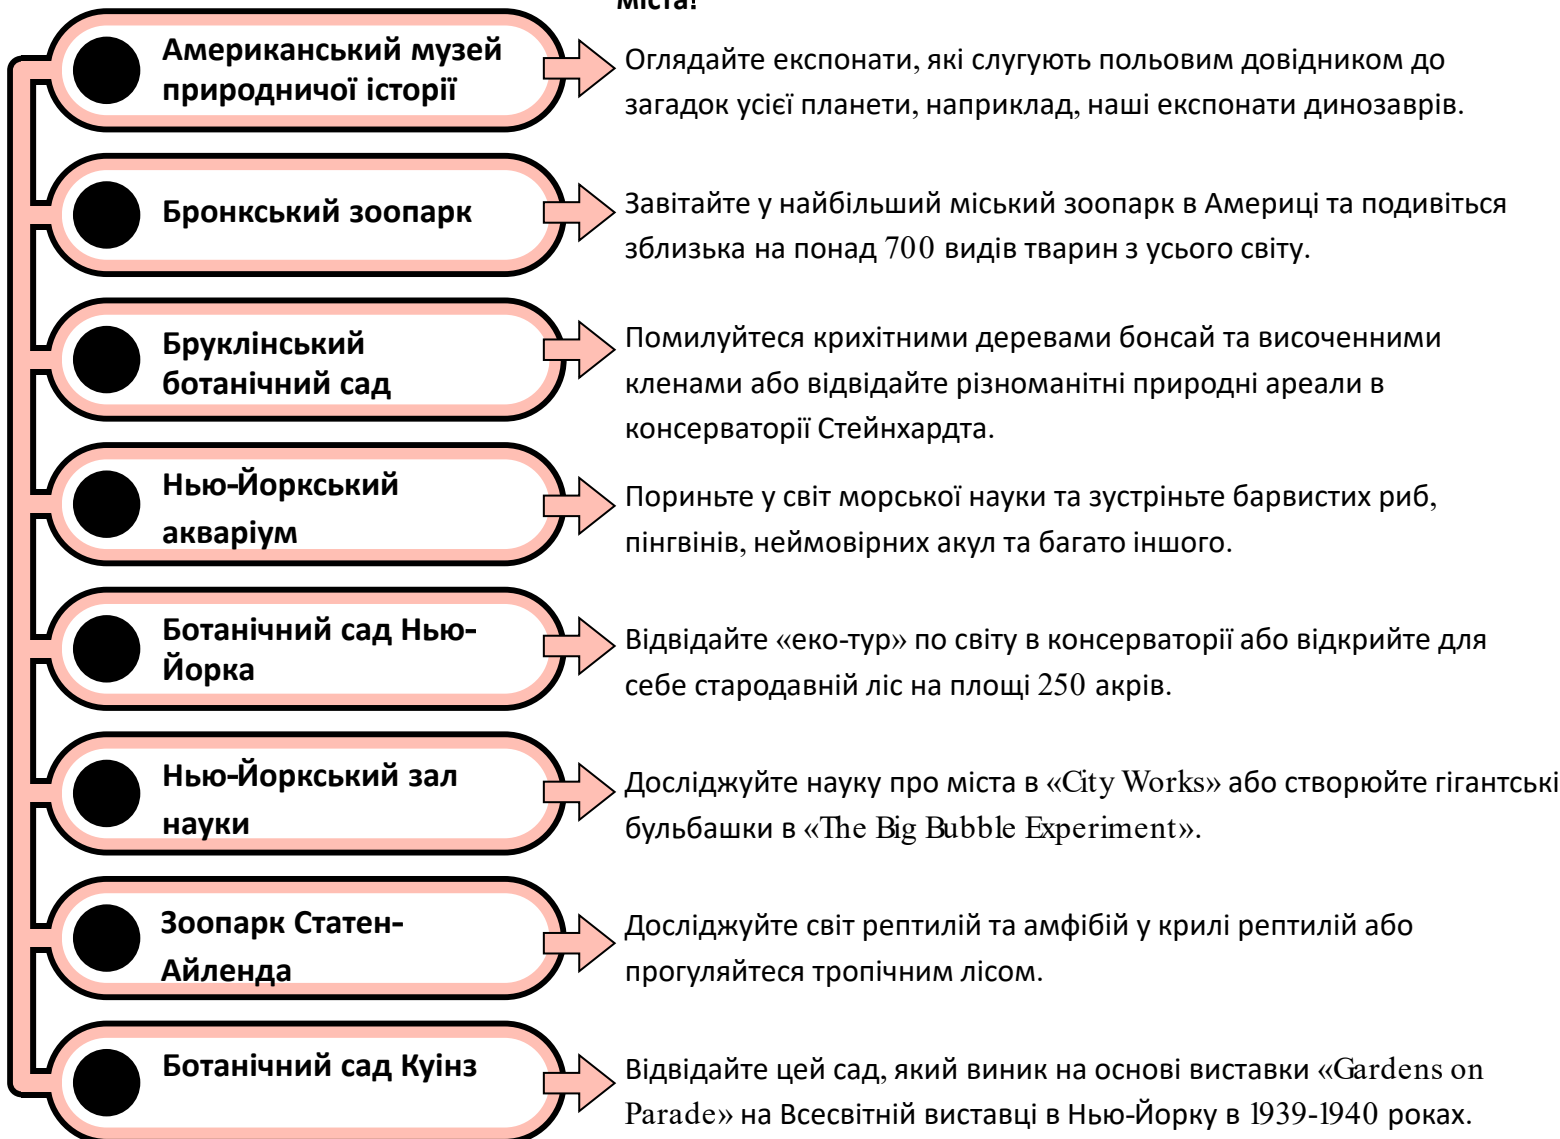 міста!
Американський музей
природничої історії
Оглядайте експонати, які слугують польовим довідником до
загадок усієї планети, наприклад, наші експонати динозаврів.
Бронкський зоопарк
Завітайте у найбільший міський зоопарк в Америці та подивіться
зблизька на понад 700 видів тварин з усього світу.
Бруклінський
ботанічний сад
Помилуйтеся крихітними деревами бонсай та височенними
кленами або відвідайте різноманітні природні ареали в
консерваторії Стейнхардта.
Нью-Йоркський
акваріум
Пориньте у світ морської науки та зустріньте барвистих риб,
пінгвінів, неймовірних акул та багато іншого.
Ботанічний сад Нью-
Йорка
Відвідайте «еко-тур» по світу в консерваторії або відкрийте для
себе стародавній ліс на площі 250 акрів.
Нью-Йоркський зал
науки
Досліджуйте науку про міста в «City Works» або створюйте гігантські
бульбашки в «The Big Bubble Experiment».
Зоопарк Статен-
Айленда
Досліджуйте світ рептилій та амфібій у крилі рептилій або
прогуляйтеся тропічним лісом.
Ботанічний сад Куінз
Відвідайте цей сад, який виник на основі виставки «Gardens on
Parade» на Всесвітній виставці в Нью-Йорку в 1939-1940 роках.